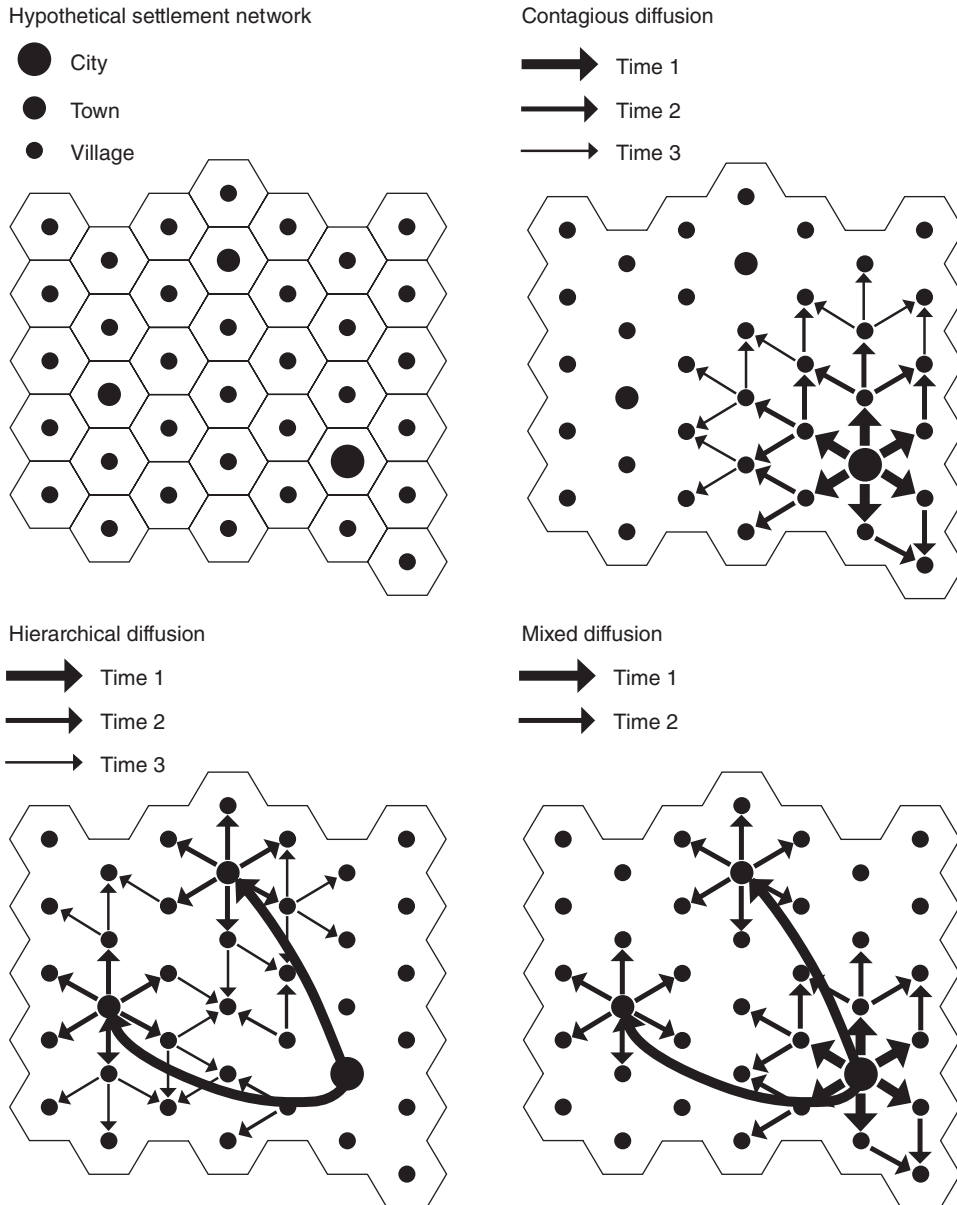 Hypothetical settlement network
City
Town
Village
Contagious diffusion
Time 1
Time 2
Time 3
Hierarchical diffusion
Time 1
Time 2
Time 3
Mixed diffusion
Time 1
Time 2